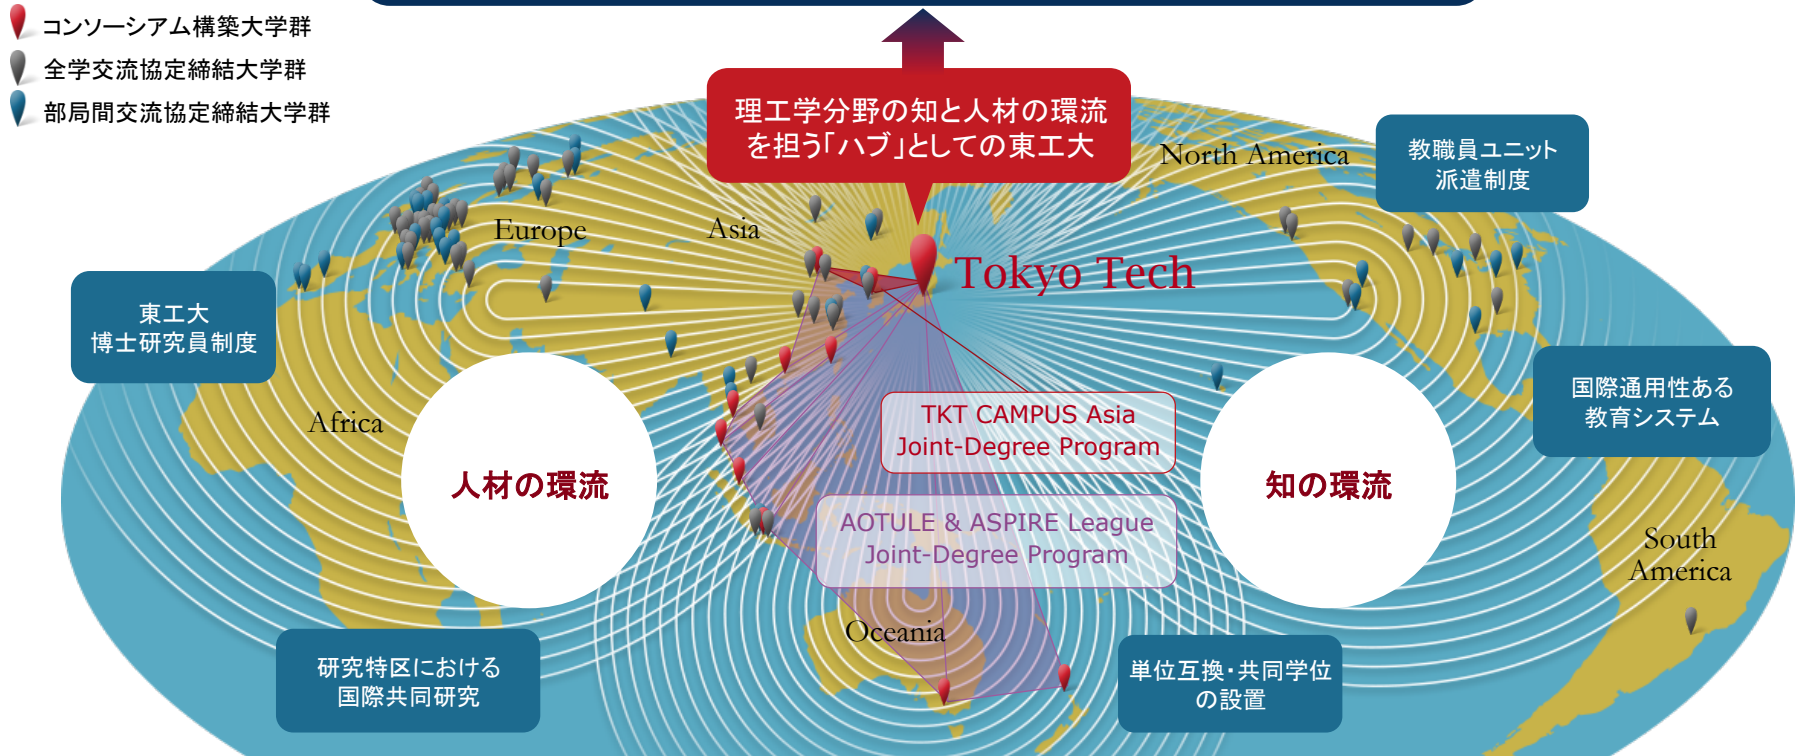 コンソーシアム構築大学群
全学交流協定締結大学群
部局間交流協定締結大学群
理工学分野の知と人材の環流
を担う「ハブ」としての東工大
North America
教職員ユニット
派遣制度
Europe
Asia
Tokyo Tech
東工大
博士研究員制度
国際通用性ある
教育システム
Africa
TKT CAMPUS Asia
Joint-Degree Program
人材の環流
知の環流
AOTULE & ASPIRE League
Joint-Degree Program
South
America
Oceania
研究特区における
国際共同研究
単位互換・共同学位
の設置